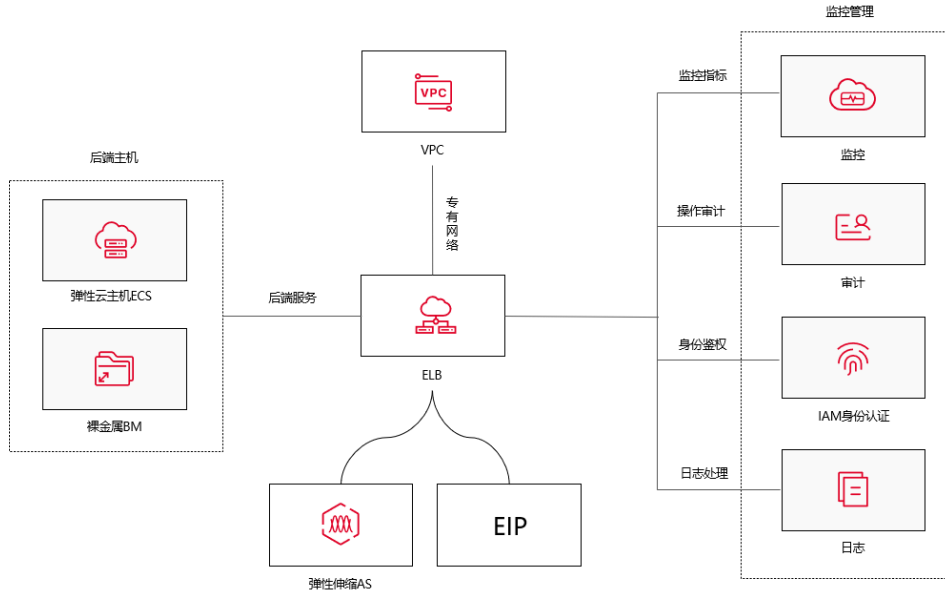 监控管理
VPC
VPC
监控指标
监控
后端主机
弹性云主机ECS
裸金属BM
专有网络
后端服务
ELB
操作审计
审计
身份鉴权
IAM身份认证
日志处理
日志
弹性伸缩AS
EIP